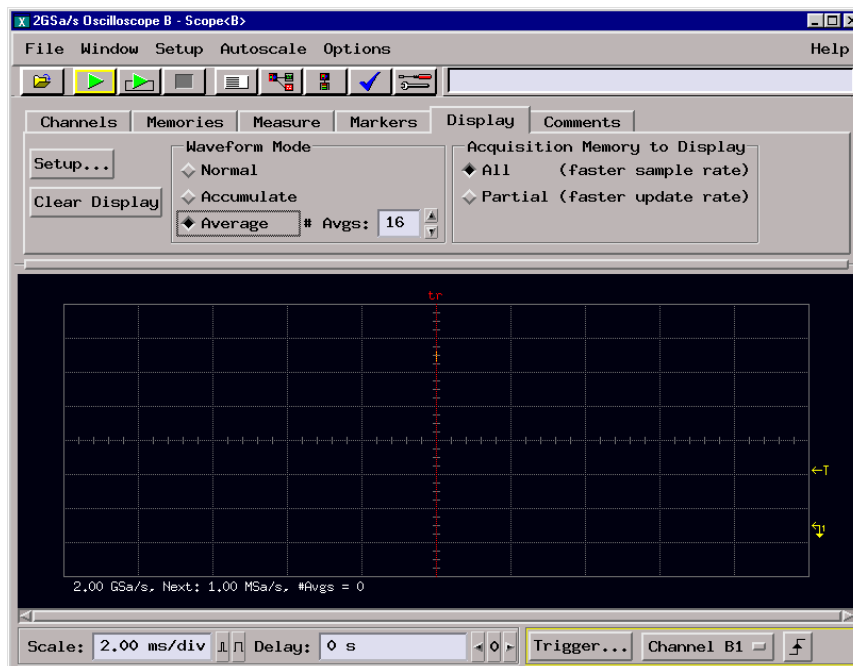 2GSa/s Oscilloscope B - Scope<B>
File Window Setup Autoscale Options Help
Channels Memories Measure Markers Display Comments
Setup...
Clear Display
Waveform Mode
Normal
Accumulate
Average # Avgs: 16
Acquisition Memory to Display
All (faster sample rate)
Partial (faster update rate)
tr
T
1
2.00 GSa/s, Next: 1.00 MSa/s, #Avgs = 0
Scale: 2.00 ms/div Delay: 0 s 0 Trigger... Channel B1